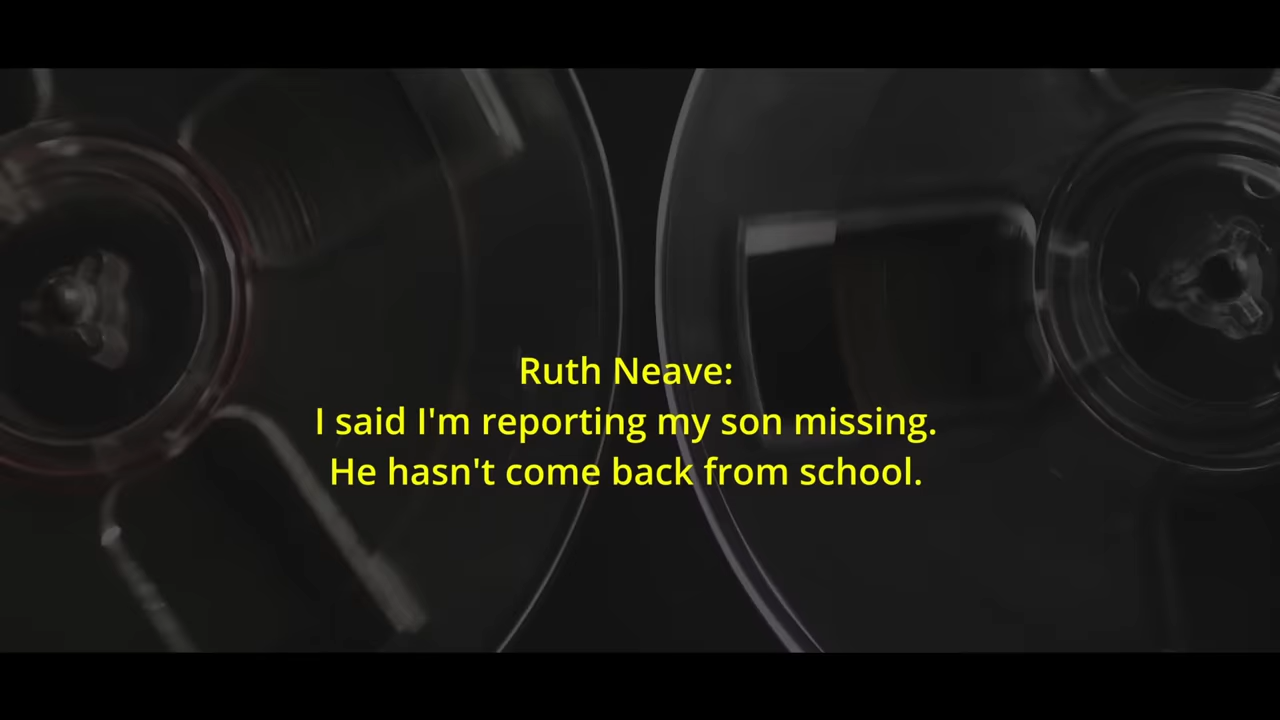 Ruth Neave:
I said I'm reporting my son missing.
He hasn't come back from school.